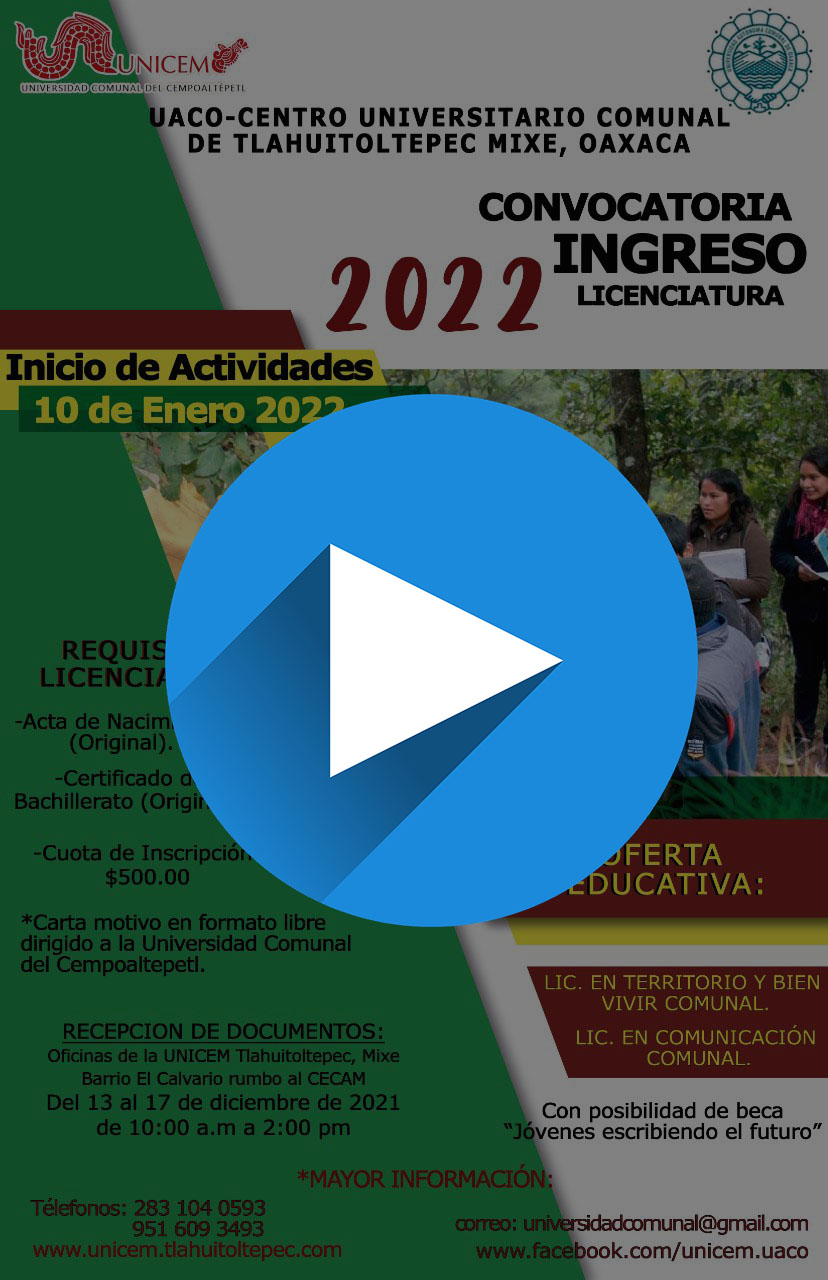 UNICEM
UNIVERSIDAD COMUNAL DEL CEMPOALTÉPETL
UACO-CENTRO UNIVERSITARIO COMUNAL
DE TLAHUITOLTEPEC MIXE, OAXACA
CONVOCATORIA
INGRESO
2022
LICENCIATURA
Inicio de Actividades
10 de Enero 2022
REQUIS
LICENCIA
-Acta de Nacim
(Original).
-Certificado d
Bachillerato (Origin
-Cuota de Inscripción
$500.00
*Carta motivo en formato libre
dirigido a la Universidad Comunal
del Cempoaltepetl.
RECEPCION DE DOCUMENTOS:
Oficinas de la UNICEM Tlahuitoltepec, Mixe
Barrio El Calvario rumbo al CECAM
Del 13 al 17 de diciembre de 2021
de 10:00 a.m a 2:00 pm
OFERTA
EDUCATIVA:
LIC. EN TERRITORIO Y BIEN
VIVIR COMUNAL.
LIC. EN COMUNICACIÓN
COMUNAL.
Con posibilidad de beca
“Jóvenes escribiendo el futuro”
*MAYOR INFORMACIÓN:
Télefonos: 283 104 0593
951 609 3493
www.unicem.tlahuitoltepec.com
correo: universidadcomunal@gmail.com
www.facebook.com/unicem.uaco